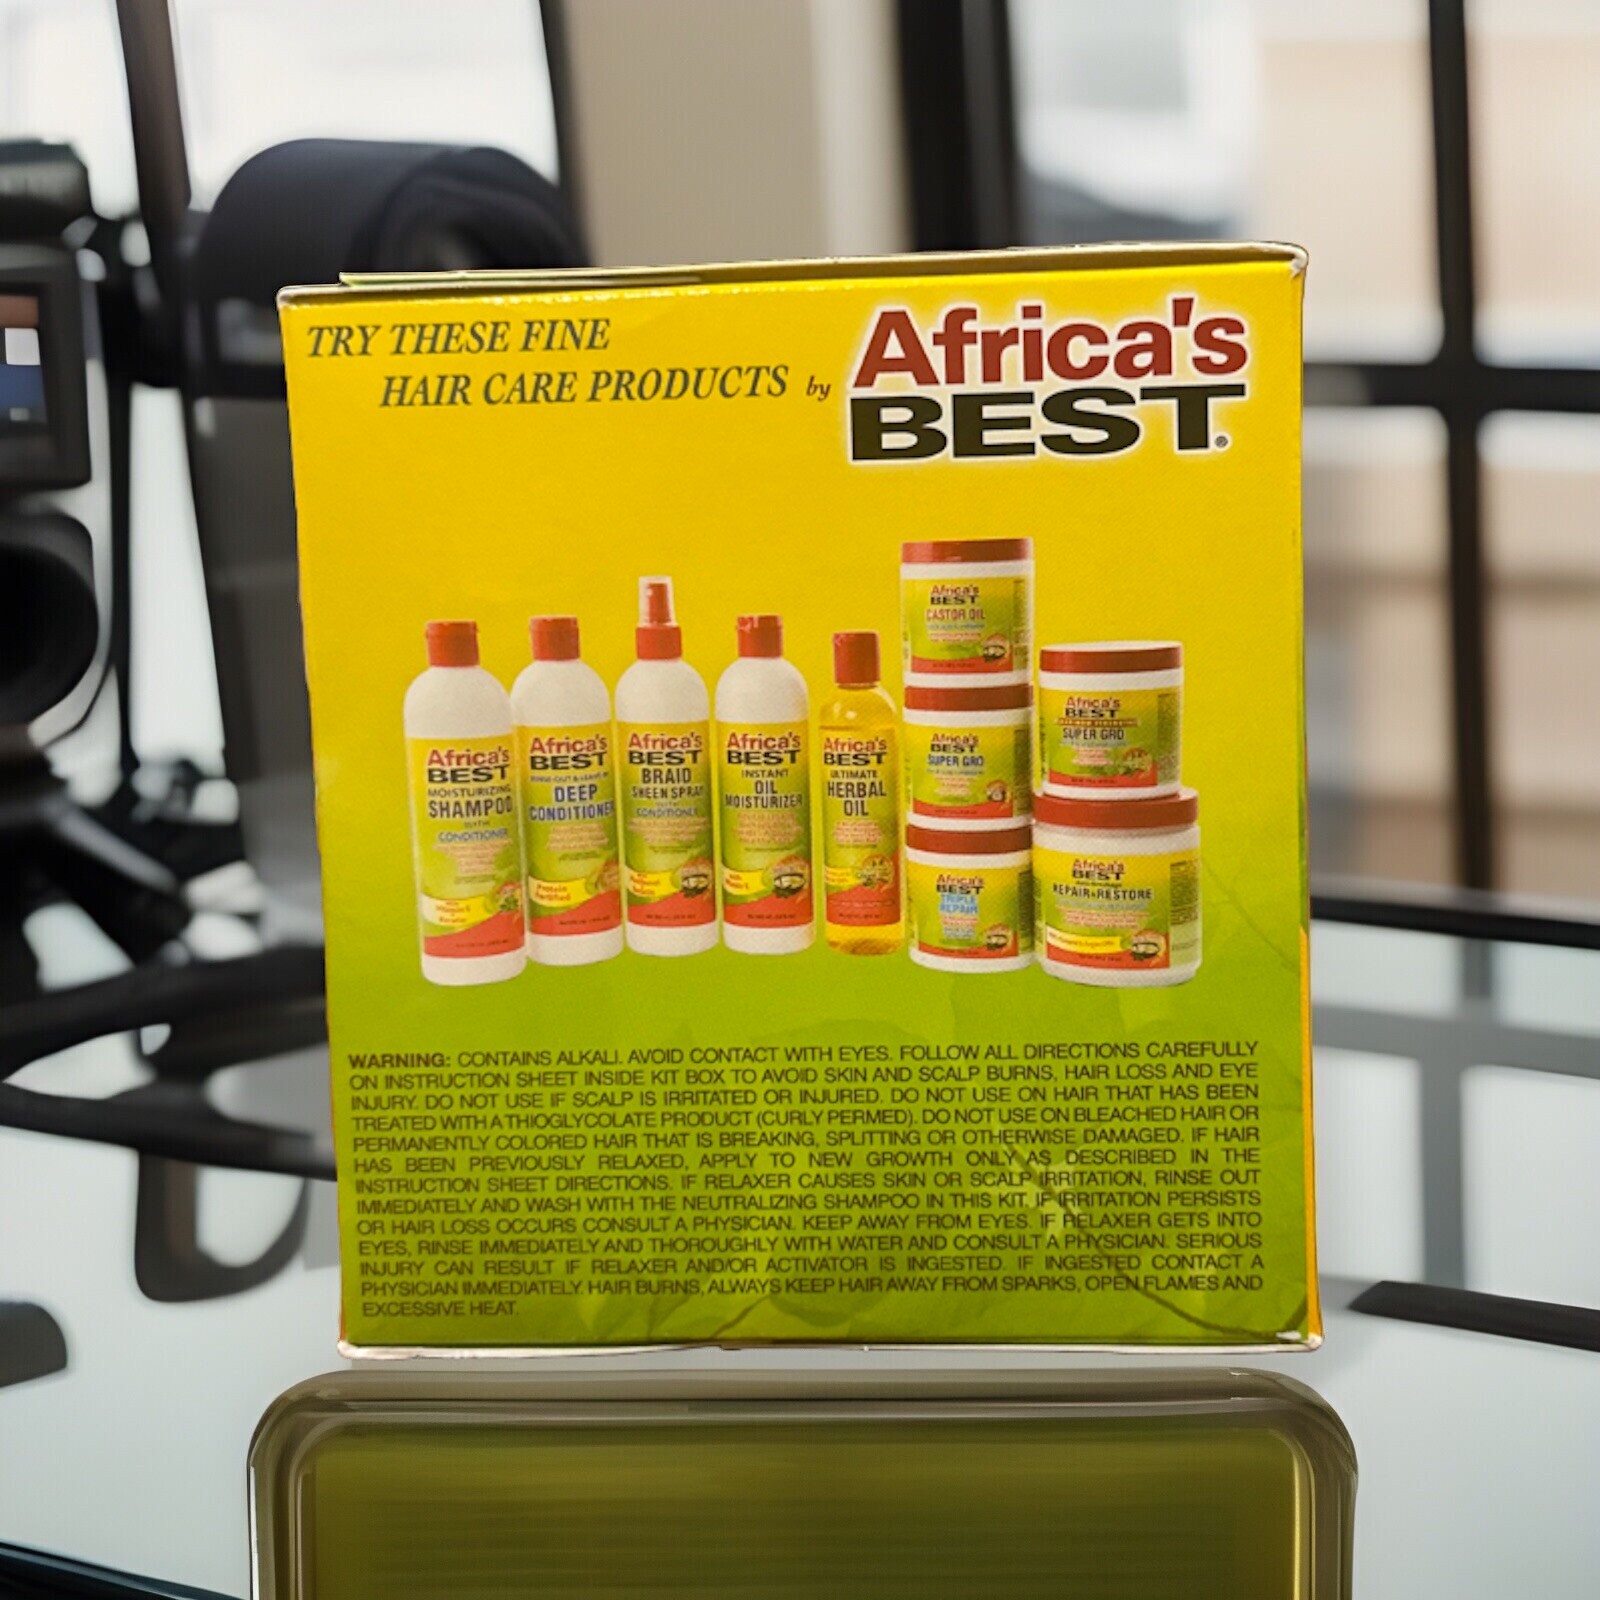 TRY THESE FINE
HAIR CARE PRODUCTS by
Africa's
BEST®
Africa's
BEST
MOISTURIZING
SHAMPOO
CONDITIONER
Africa's
BEST
RINSE-OUT & LEAVE-IN
DEEP
CONDITIONER
Protein
Fortified
Africa's
BEST
BRAID
SHEEN SPRAY
CONDITIONER
Africa's
BEST
INSTANT
OIL
MOISTURIZER
Africa's
BEST
ULTIMATE
HERBAL
OIL
Africa's
BEST
CASTOR OIL
Africa's
BEST
SUPER GRO
Africa's
BEST
TRIPLE
REPAIR
Africa's
BEST
SUPER GRO
Africa's
BEST
REPAIR & RESTORE
WARNING: CONTAINS ALKALI. AVOID CONTACT WITH EYES. FOLLOW ALL DIRECTIONS CAREFULLY
ON INSTRUCTION SHEET INSIDE KIT BOX TO AVOID SKIN AND SCALP BURNS, HAIR LOSS AND EYE
INJURY. DO NOT USE IF SCALP IS IRRITATED OR INJURED. DO NOT USE ON HAIR THAT HAS BEEN
TREATED WITH A THIOGLYCOLATE PRODUCT (CURLY PERMED). DO NOT USE ON BLEACHED HAIR OR
PERMANENTLY COLORED HAIR THAT IS BREAKING, SPLITTING OR OTHERWISE DAMAGED. IF HAIR
HAS BEEN PREVIOUSLY RELAXED, APPLY TO NEW GROWTH ONLY AS DESCRIBED IN THE
INSTRUCTION SHEET DIRECTIONS. IF RELAXER CAUSES SKIN OR SCALP IRRITATION, RINSE OUT
IMMEDIATELY AND WASH WITH THE NEUTRALIZING SHAMPOO IN THIS KIT. IF IRRITATION PERSISTS
OR HAIR LOSS OCCURS CONSULT A PHYSICIAN. KEEP AWAY FROM EYES. IF RELAXER GETS INTO
EYES, RINSE IMMEDIATELY AND THOROUGHLY WITH WATER AND CONSULT A PHYSICIAN. SERIOUS
INJURY CAN RESULT IF RELAXER AND/OR ACTIVATOR IS INGESTED. IF INGESTED CONTACT A
PHYSICIAN IMMEDIATELY. HAIR BURNS, ALWAYS KEEP HAIR AWAY FROM SPARKS, OPEN FLAMES AND
EXCESSIVE HEAT.